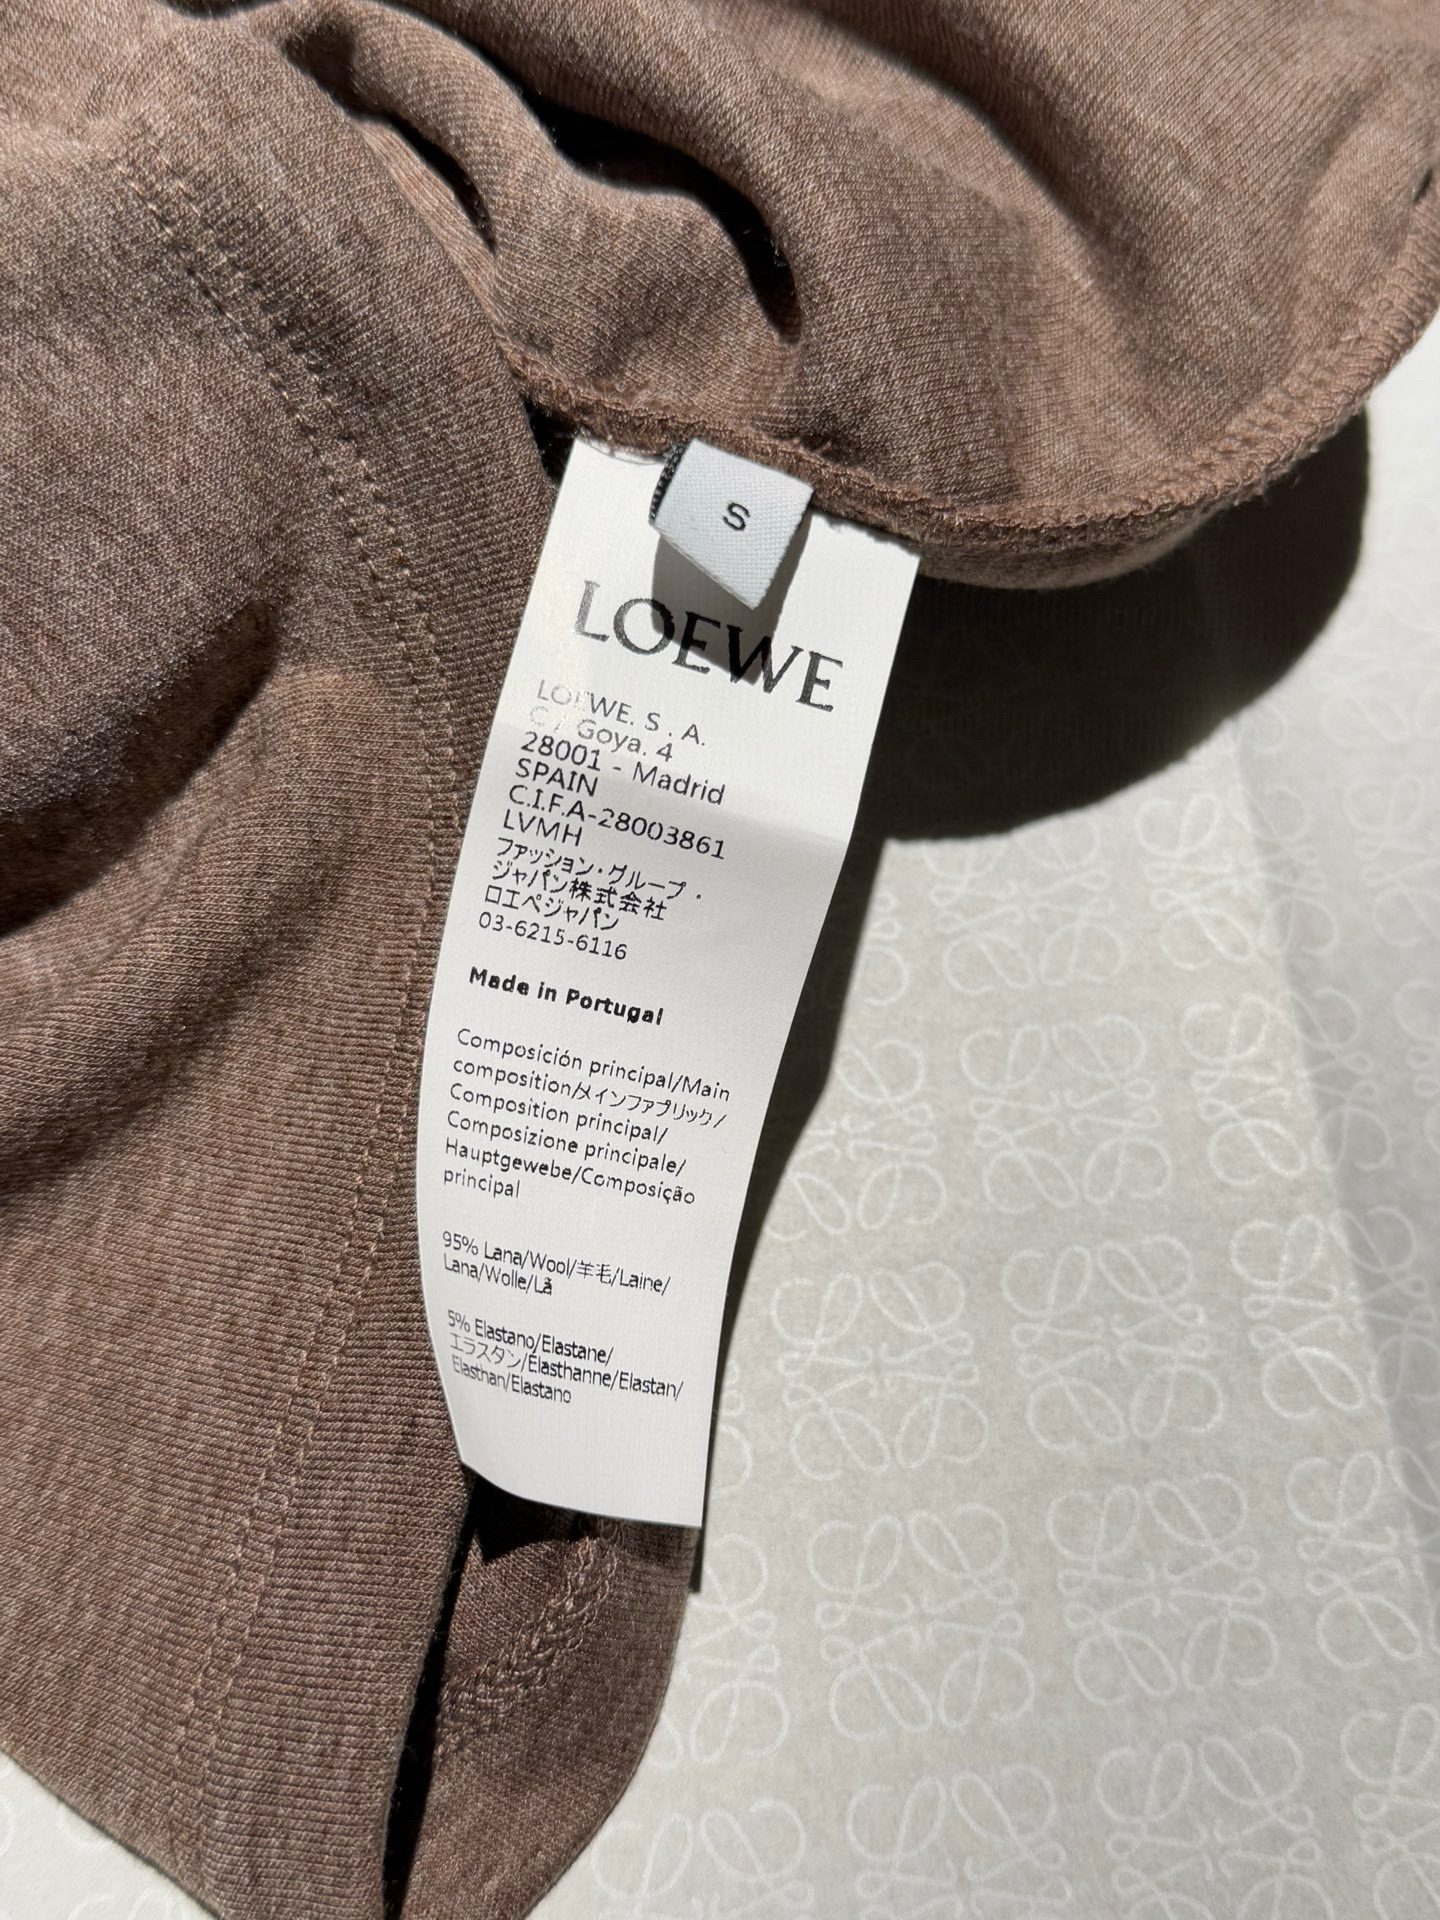 S
LOEWE
LOEWE. S . A.
C / Goya. 4
28001 - Madrid
SPAIN
C.I.F.A-28003861
LVMH
ファッション・グループ・
ジャパン株式会社
ロエベジャパン
03-6215-6116
Made in Portugal
Composición principal/Main
composition/メインファブリック/
Composition principal/
Composizione principale/
Hauptgewebe/Composição
principal
95% Lana/Wool/羊毛/Laine/
Lana/Wolle/Lã
5% Elastano/Elastane/
エラスタン/Élasthanne/Elastan/
Elasthan/Elastano